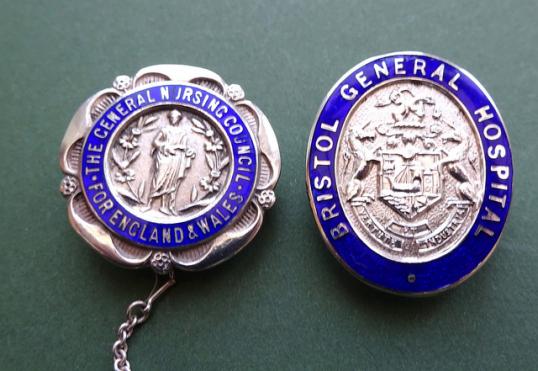 · THE GENERAL NURSING COUNCIL ·
FOR ENGLAND & WALES
BRISTOL GENERAL HOSPITAL